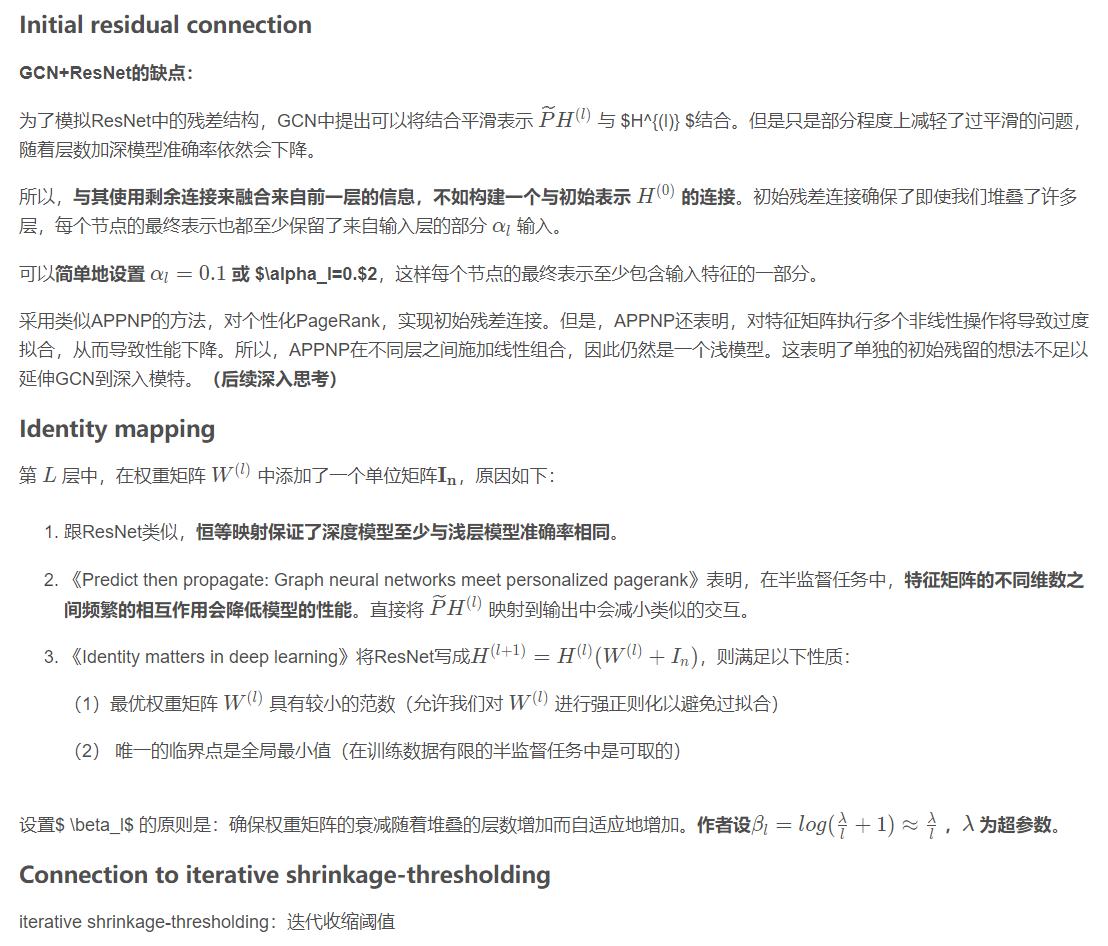 Initial residual connection
GCN+ResNet的缺点：
为了模拟ResNet中的残差结构，GCN中提出可以将结合平滑表示 $\widetilde{P}H^{(l)}$ 与 $H^{(l)} $结合。但是只是部分程度上减轻了过平滑的问题，
随着层数加深模型准确率依然会下降。
所以，与其使用剩余连接来融合来自前一层的信息，不如构建一个与初始表示 $H^{(0)}$ 的连接。初始残差连接确保了即使我们堆叠了许多
层，每个节点的最终表示也都至少保留了来自输入层的部分 $\alpha_l$ 输入。
可以简单地设置 $\alpha_l = 0.1$ 或 $\alpha_l=0.$2，这样每个节点的最终表示至少包含输入特征的一部分。
采用类似APPNP的方法，对个性化PageRank，实现初始残差连接。但是，APPNP还表明，对特征矩阵执行多个非线性操作将导致过度
拟合，从而导致性能下降。所以，APPNP在不同层之间施加线性组合，因此仍然是一个浅模型。这表明了单独的初始残留的想法不足以
延伸GCN到深入模特。（后续深入思考）
Identity mapping
第 $L$ 层中，在权重矩阵 $W^{(l)}$ 中添加了一个单位矩阵$\mathbf{I_n}$，原因如下：
1. 跟ResNet类似，恒等映射保证了深度模型至少与浅层模型准确率相同。
2. 《Predict then propagate: Graph neural networks meet personalized pagerank》表明，在半监督任务中，特征矩阵的不同维数之
间频繁的相互作用会降低模型的性能。直接将 $\widetilde{P}H^{(l)}$ 映射到输出中会减小类似的交互。
3. 《Identity matters in deep learning》将ResNet写成$H^{(l+1)} = H^{(l)}(W^{(l)} + I_n)$，则满足以下性质：
（1）最优权重矩阵 $W^{(l)}$ 具有较小的范数（允许我们对 $W^{(l)}$ 进行强正则化以避免过拟合）
（2） 唯一的临界点是全局最小值（在训练数据有限的半监督任务中是可取的）
设置$ \beta_l$ 的原则是：确保权重矩阵的衰减随着堆叠的层数增加而自适应地增加。作者设$\beta_l = log(\frac{\lambda}{l} + 1) \approx \frac{\lambda}{l}$ ，$\lambda$ 为超参数。
Connection to iterative shrinkage-thresholding
iterative shrinkage-thresholding：迭代收缩阈值